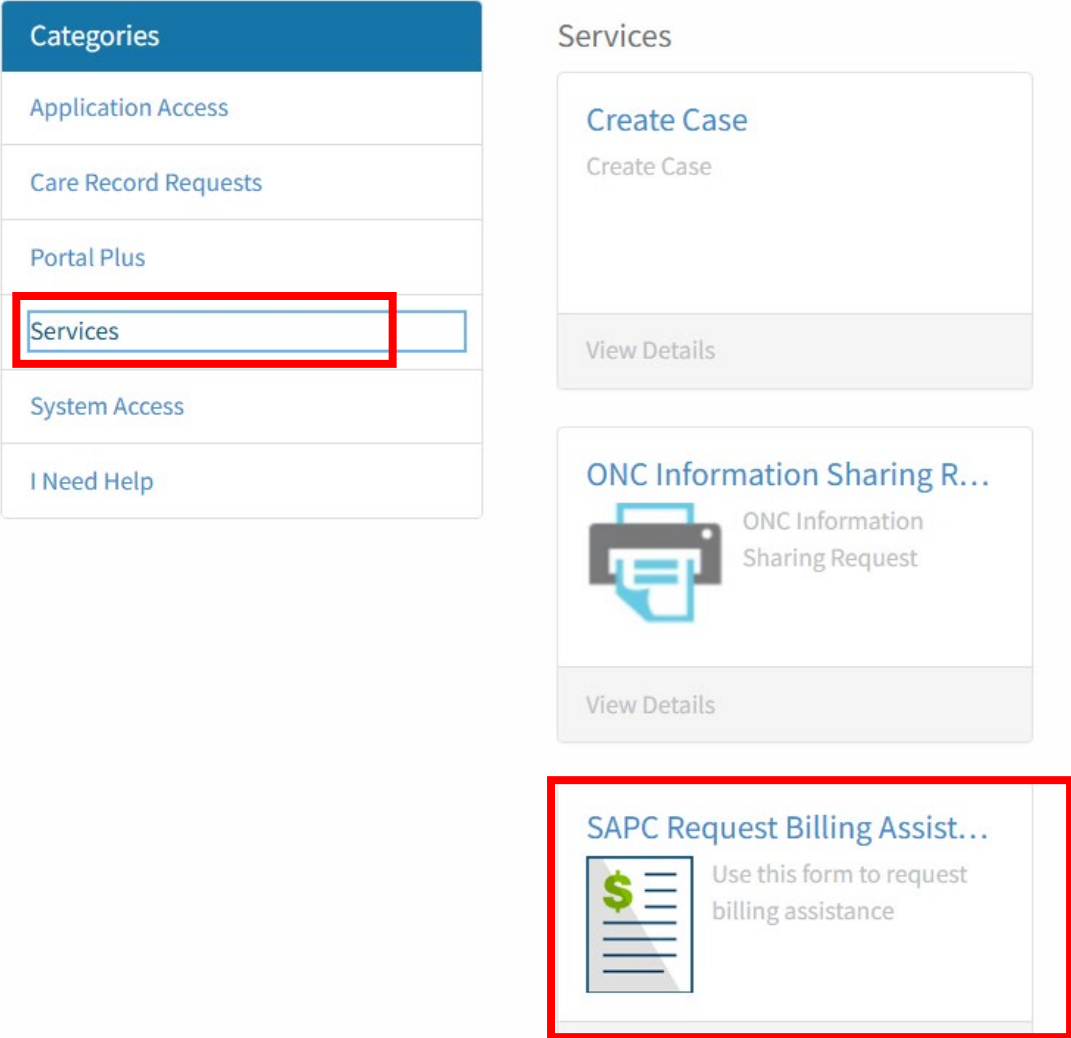 Categories
Application Access
Care Record Requests
Portal Plus
Services
System Access
I Need Help
Services
Create Case
Create Case
View Details
ONC Information Sharing R...
ONC Information
Sharing Request
View Details
SAPC Request Billing Assist...
$
Use this form to request
billing assistance